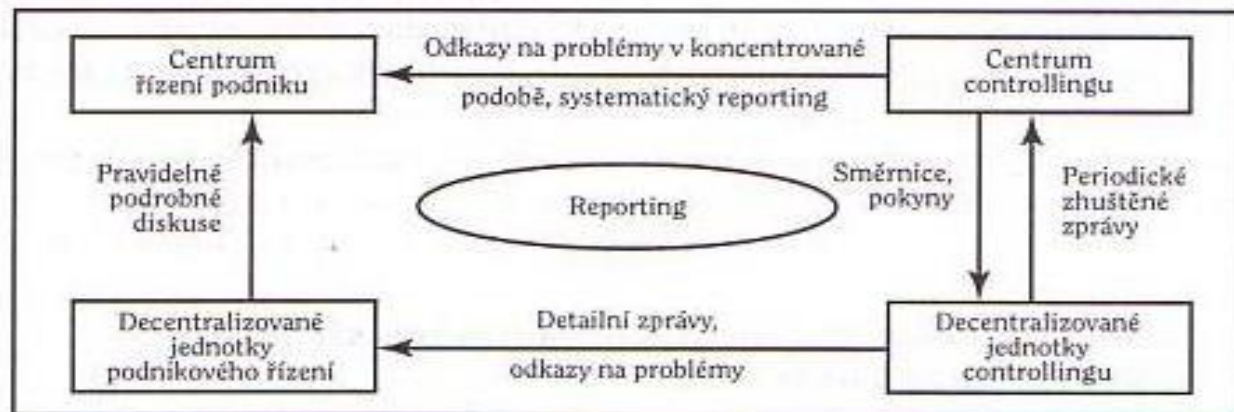 Centrum
řízení podniku
Odkazy na problémy v koncentrované
podobě, systematický reporting
Centrum
controllingu
Pravidelné
podrobné
diskuse
Reporting
Směrnice,
pokyny
Periodické
zhuštěné
zprávy
Decentralizované
jednotky
podnikového řízení
Detailní zprávy,
odkazy na problémy
Decentralizované
jednotky
controllingu